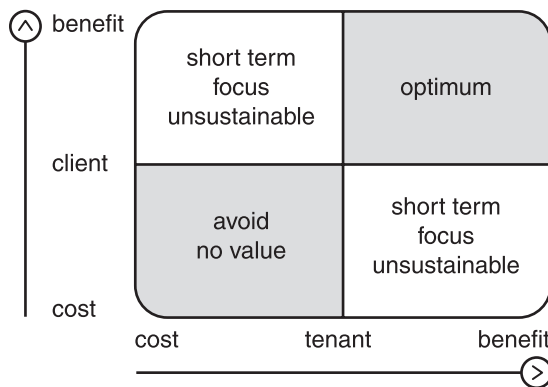 benefit
short term
focus
unsustainable
optimum
client
avoid
no value
short term
focus
unsustainable
cost
cost
tenant
benefit